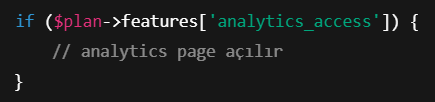 if ($plan->features['analytics_access']) {
    // analytics page açılır
}